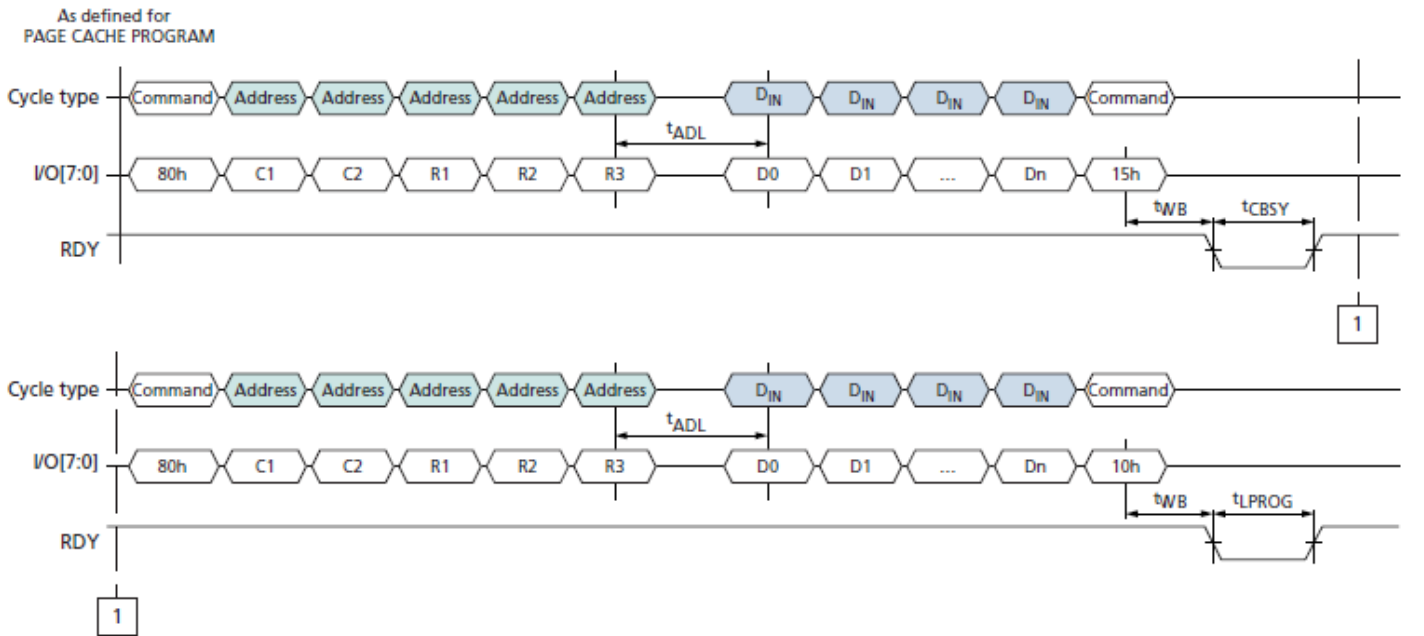 As defined for
PAGE CACHE PROGRAM
Cycle type Command Address Address Address Address Address DIN DIN DIN DIN Command
tADL
I/O[7:0] 80h C1 C2 R1 R2 R3 D0 D1 ... Dn 15h
tWB tCBSY
RDY
1
Cycle type Command Address Address Address Address Address DIN DIN DIN DIN Command
tADL
I/O[7:0] 80h C1 C2 R1 R2 R3 D0 D1 ... Dn 10h
tWB tLPROG
RDY
1